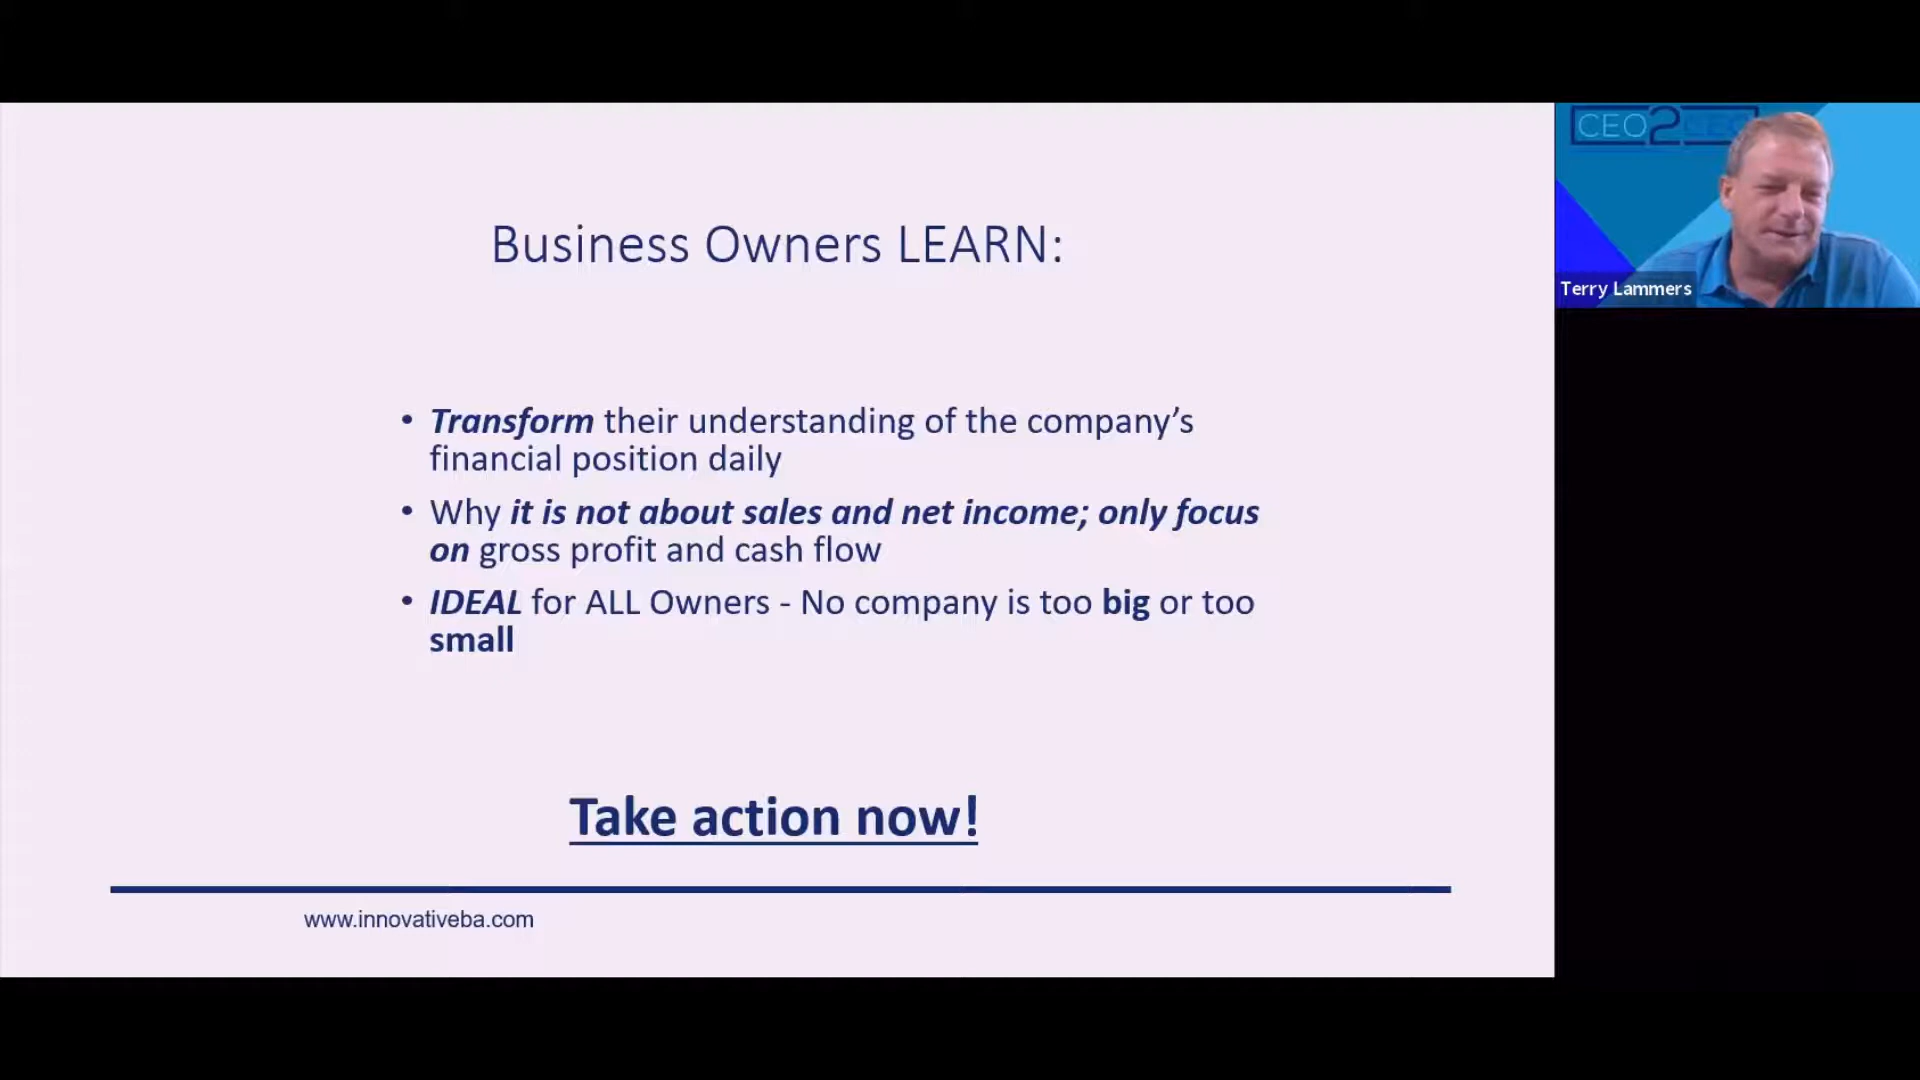 Business Owners LEARN:
• Transform their understanding of the company’s
financial position daily
• Why it is not about sales and net income; only focus
on gross profit and cash flow
• IDEAL for ALL Owners - No company is too big or too
small
Take action now!
www.innovativeba.com
CEO2CEO
Terry Lammers